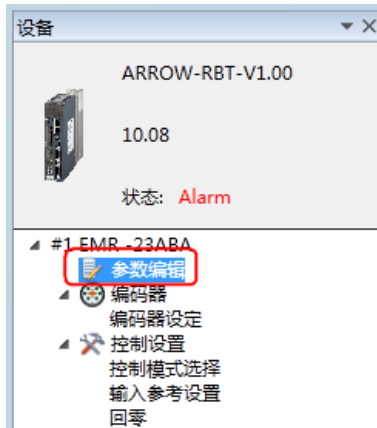 设备
ARROW-RBT-V1.00
10.08
状态: Alarm
#1 EMR -23ABA
参数编辑
编码器
编码器设定
控制设置
控制模式选择
输入参考设置
回零